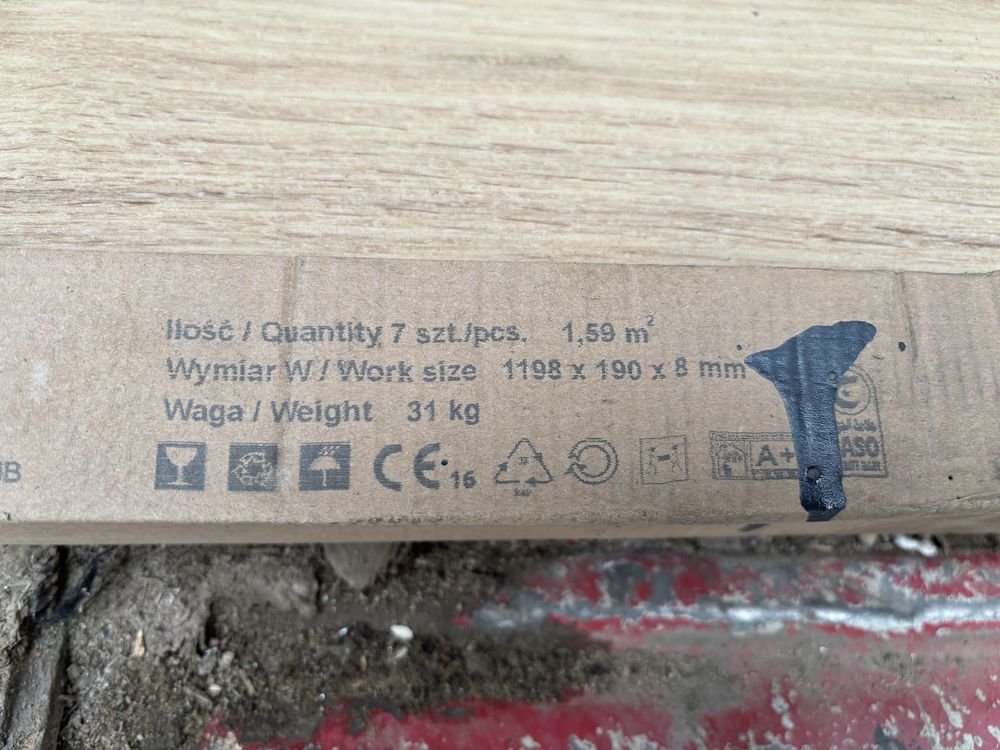 Ilość / Quantity 7 szt./pcs. 1,59 m²
Wymiar W / Work size 1198 x 190 x 8 mm
Waga / Weight 31 kg
CE 16
A+
ASO